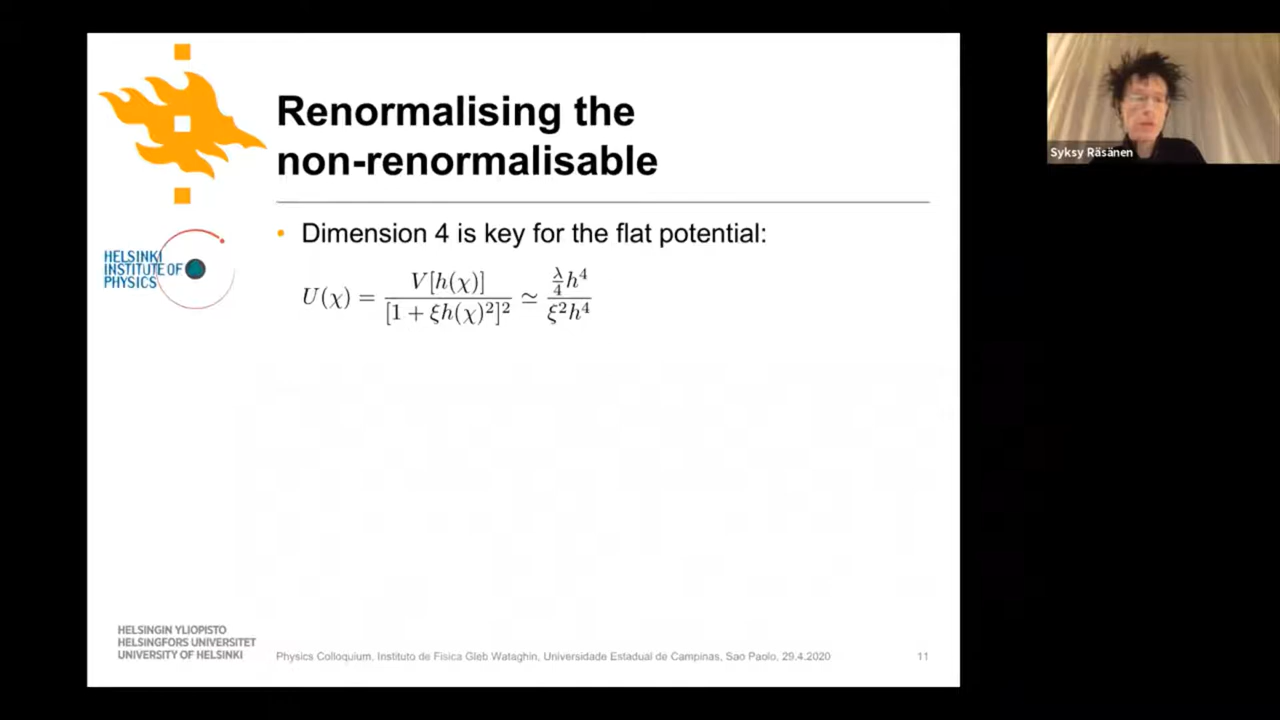 Renormalising the
non-renormalisable
HELSINKI
INSTITUTE OF
PHYSICS
• Dimension 4 is key for the flat potential:
U(χ) = V[h(χ)] / [1 + ξh(χ)²]² ≃ λ/4 h⁴ / ξ²h⁴
Syksy Räsänen
HELSINGIN YLIOPISTO
HELSINGFORS UNIVERSITET
UNIVERSITY OF HELSINKI
Physics Colloquium, Instituto de Fisica Gleb Wataghin, Universidade Estadual de Campinas, Sao Paolo, 29.4.2020
11